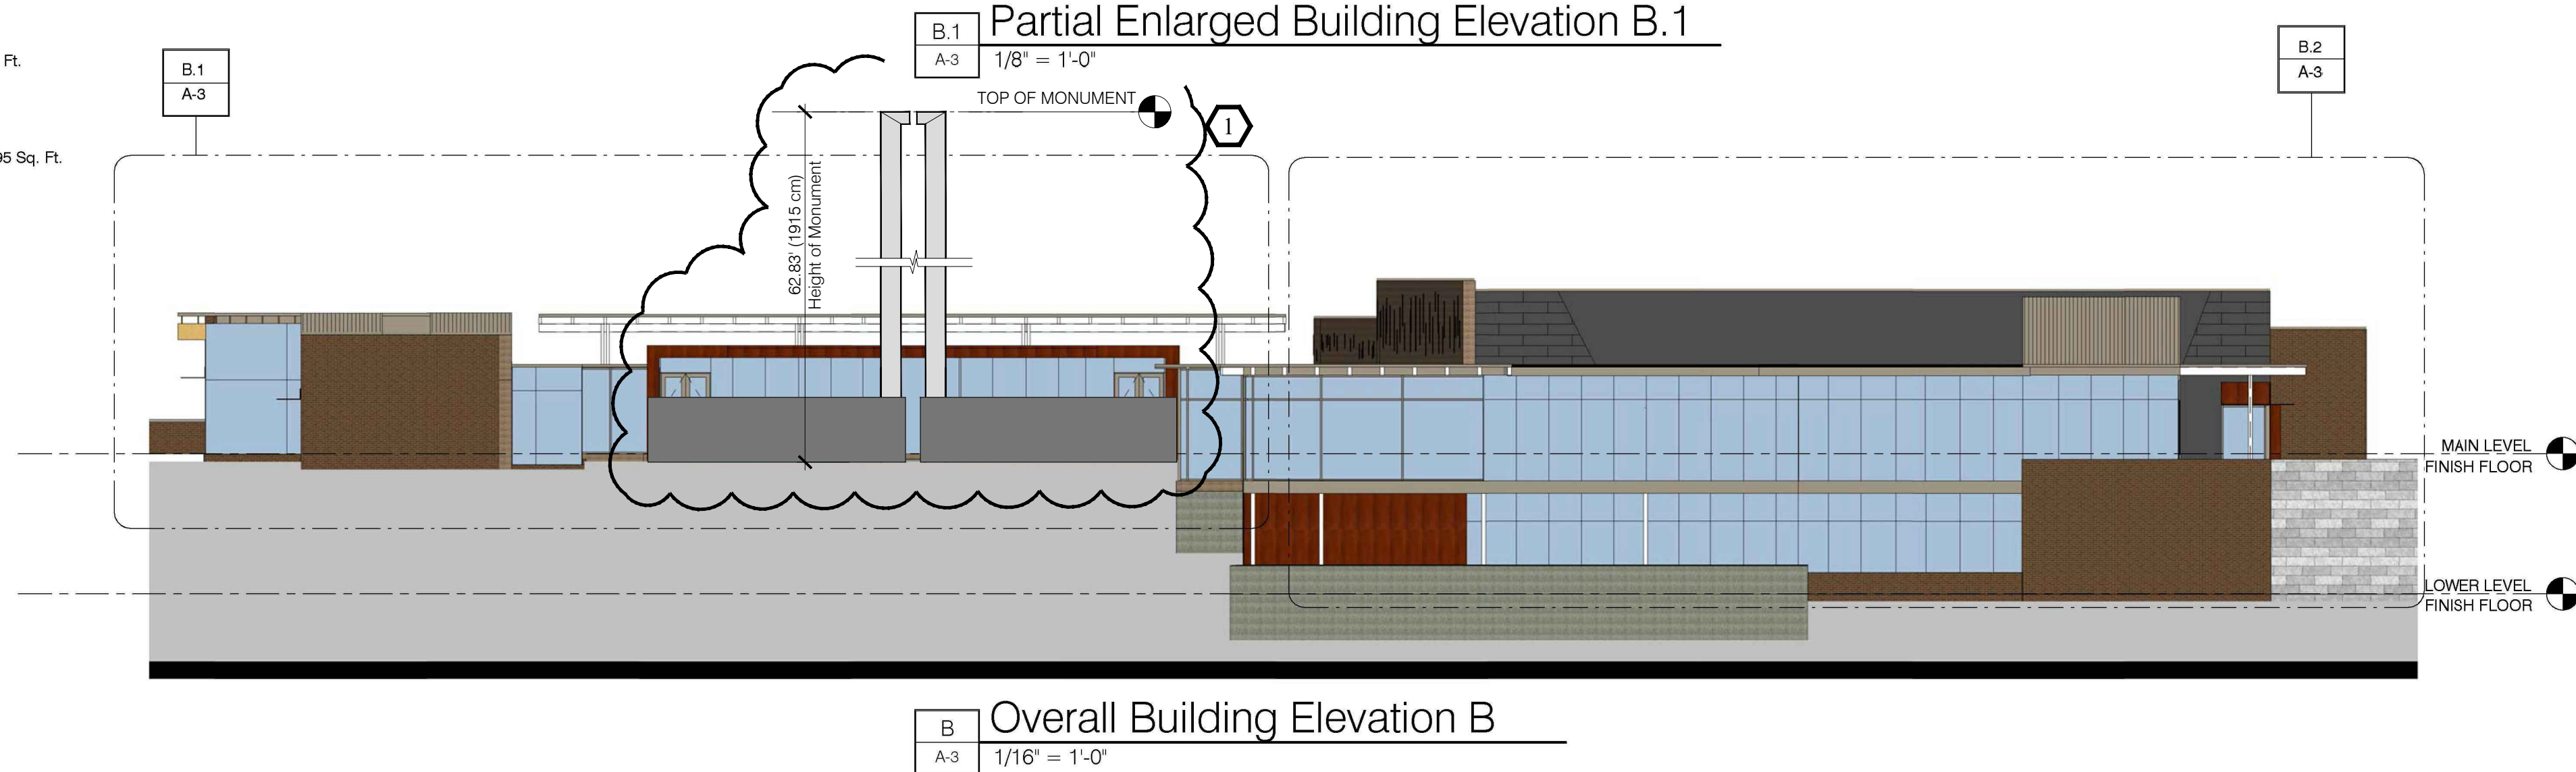 B.1
A-3
Partial Enlarged Building Elevation B.1
1/8" = 1'-0"
Ft.
95 Sq. Ft.
B.1
A-3
B.2
A-3
TOP OF MONUMENT
1
62.83' (1915 cm)
Height of Monument
MAIN LEVEL
FINISH FLOOR
LOWER LEVEL
FINISH FLOOR
B
A-3
Overall Building Elevation B
1/16" = 1'-0"